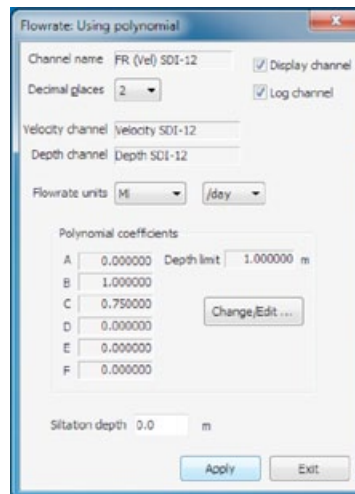 Flowrate: Using polynomial
Channel name FR (Vel) SDI-12 Display channel
Decimal places 2 Log channel
Velocity channel Velocity SDI-12
Depth channel Depth SDI-12
Flowrate units Ml /day
Polynomial coefficients
A 0.000000 Depth limit 1.000000 m
B 1.000000
C 0.750000 Change/Edit ...
D 0.000000
E 0.000000
F 0.000000
Siltation depth 0.0 m
Apply Exit